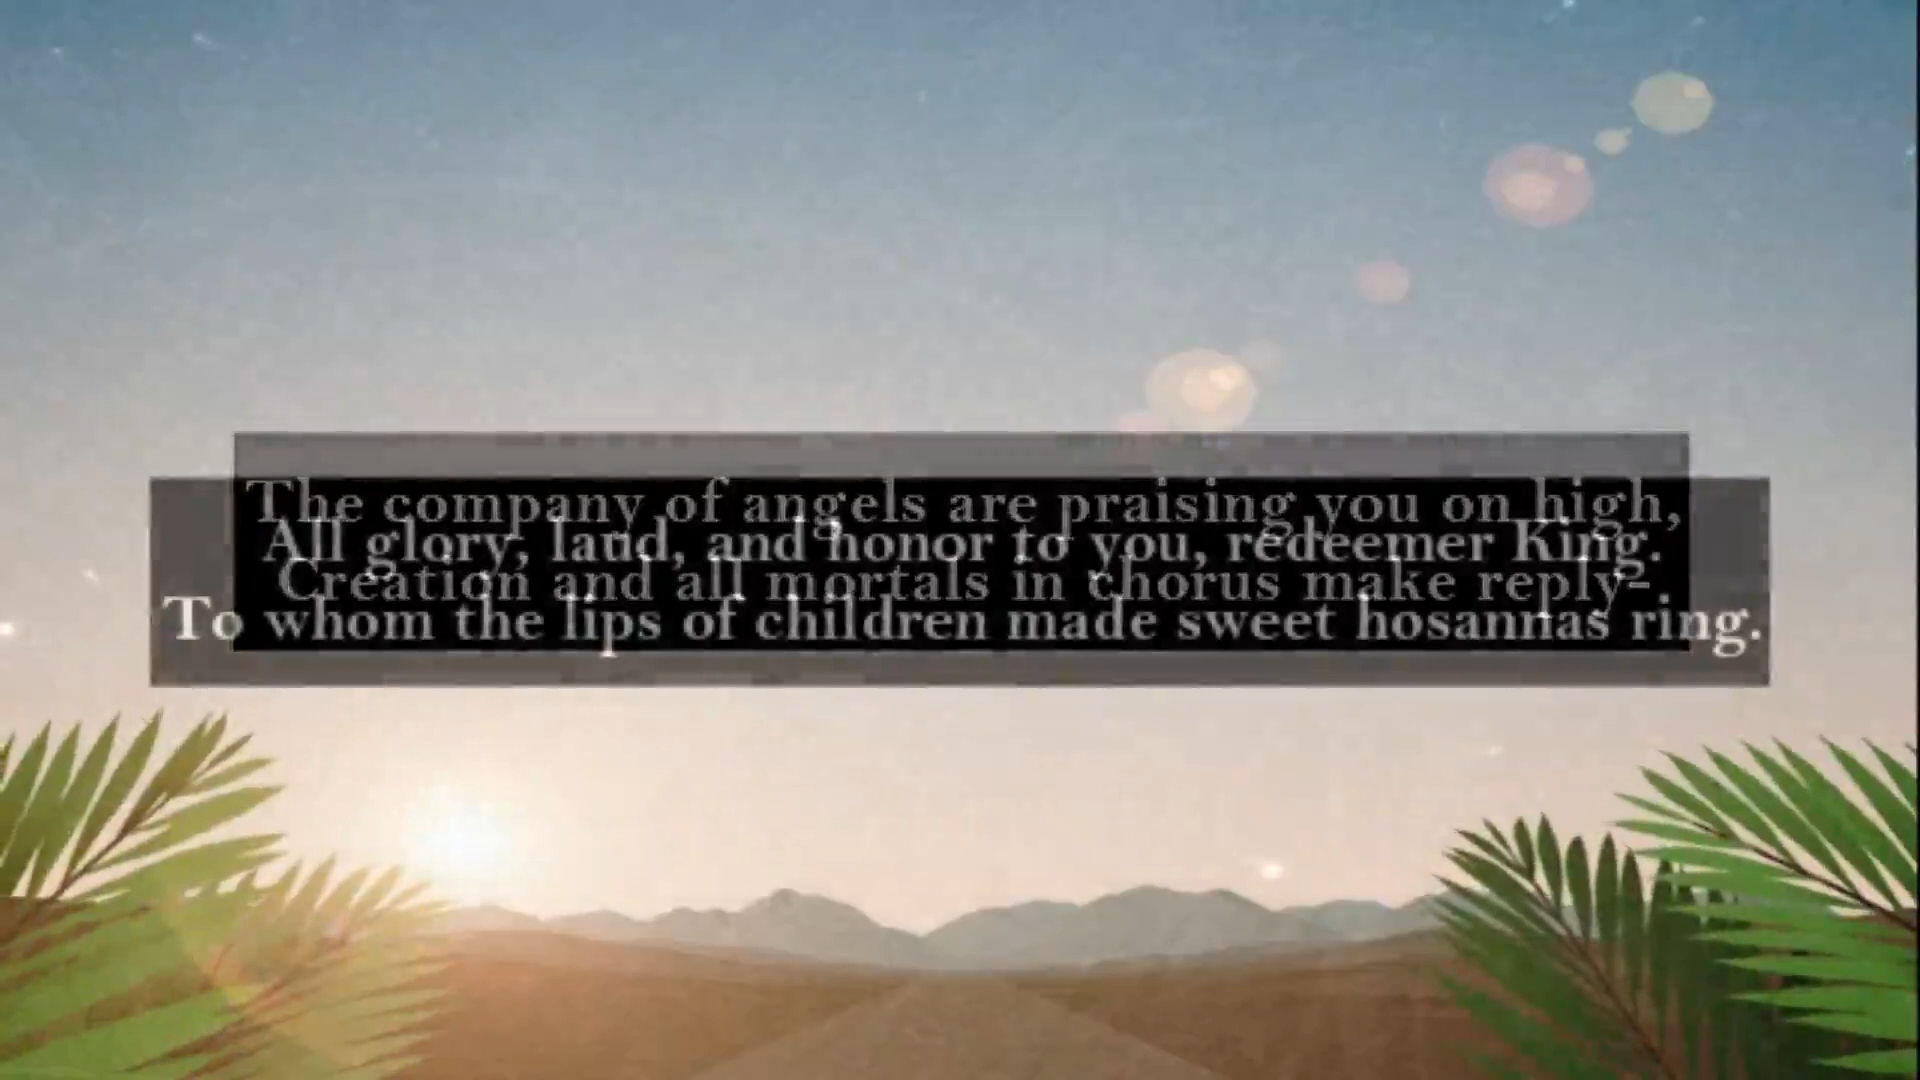 The company of angels are praising you on high,
All glory, laud, and honor to you, redeemer King.
Creation and all mortals in chorus make reply-.
To whom the lips of children made sweet hosannas ring.